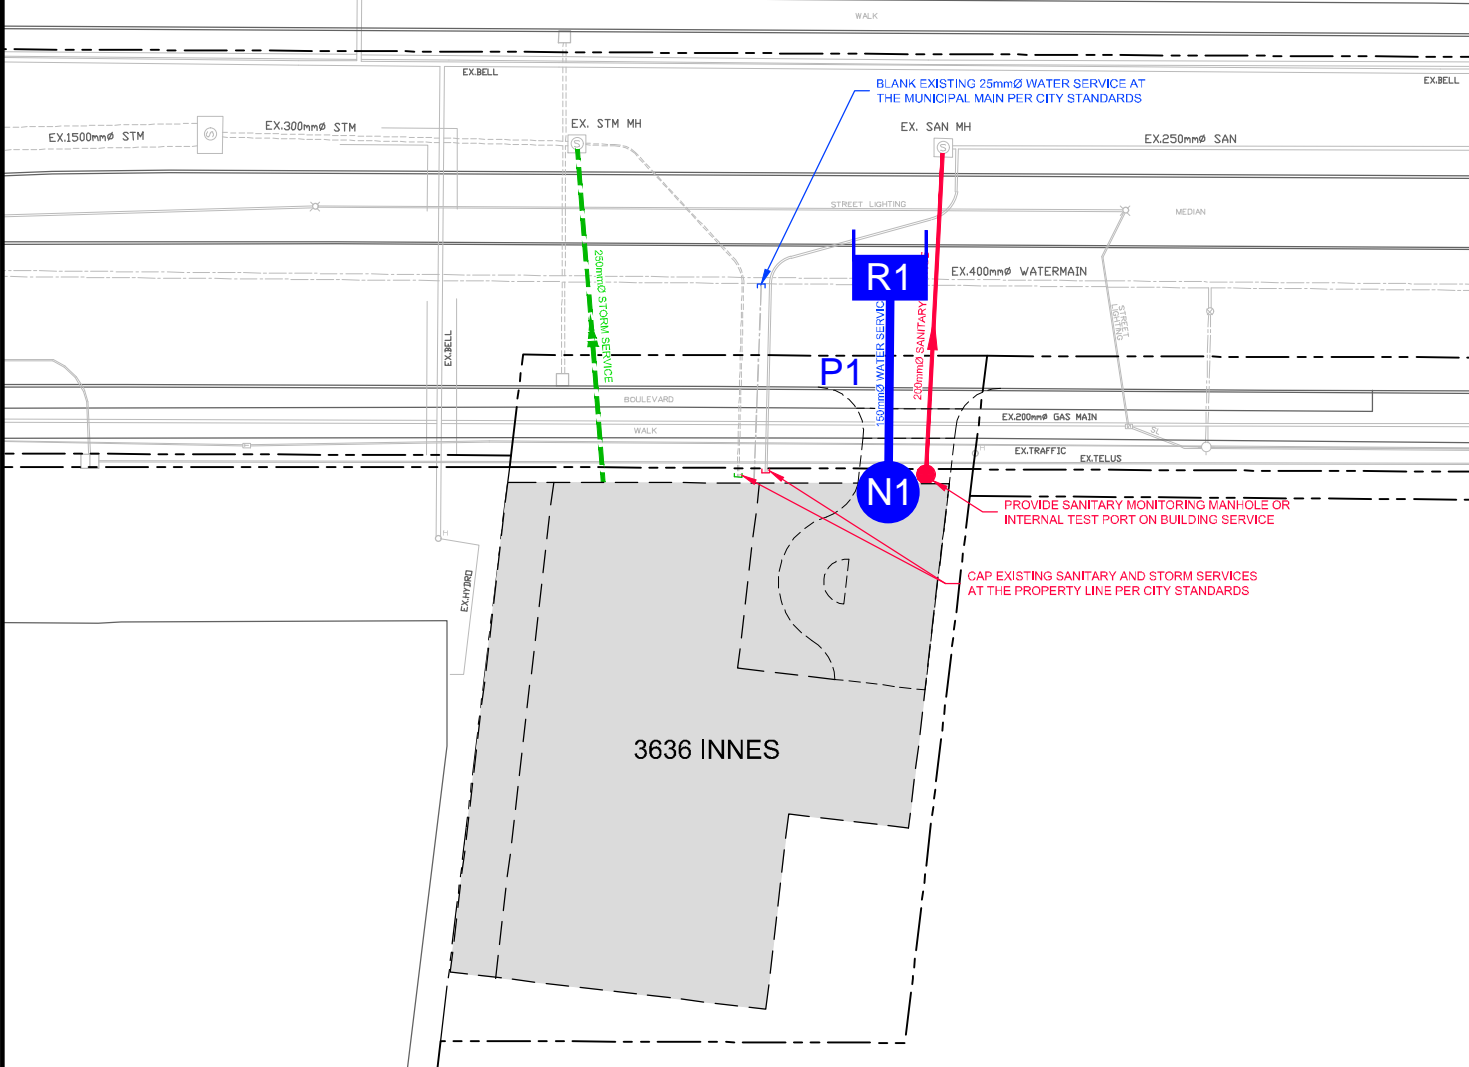 WALK
EX.BELL
EX.BELL
BLANK EXISTING 25mmØ WATER SERVICE AT
THE MUNICIPAL MAIN PER CITY STANDARDS
EX.1500mmØ STM
S
EX.300mmØ STM
EX. STM MH
S
EX. SAN MH
S
EX.250mmØ SAN
STREET LIGHTING
MEDIAN
250mmØ STORM SERVICE
R1
EX.400mmØ WATERMAIN
STREET
LIGHTING
EX.BELL
P1
150mmØ WATER SERVICE
200mmØ SANITARY
BOULEVARD
EX.200mmØ GAS MAIN
WALK
SL
H
EX.TRAFFIC
EX.TELUS
N1
PROVIDE SANITARY MONITORING MANHOLE OR
INTERNAL TEST PORT ON BUILDING SERVICE
H
EX.HYDRO
CAP EXISTING SANITARY AND STORM SERVICES
AT THE PROPERTY LINE PER CITY STANDARDS
3636 INNES